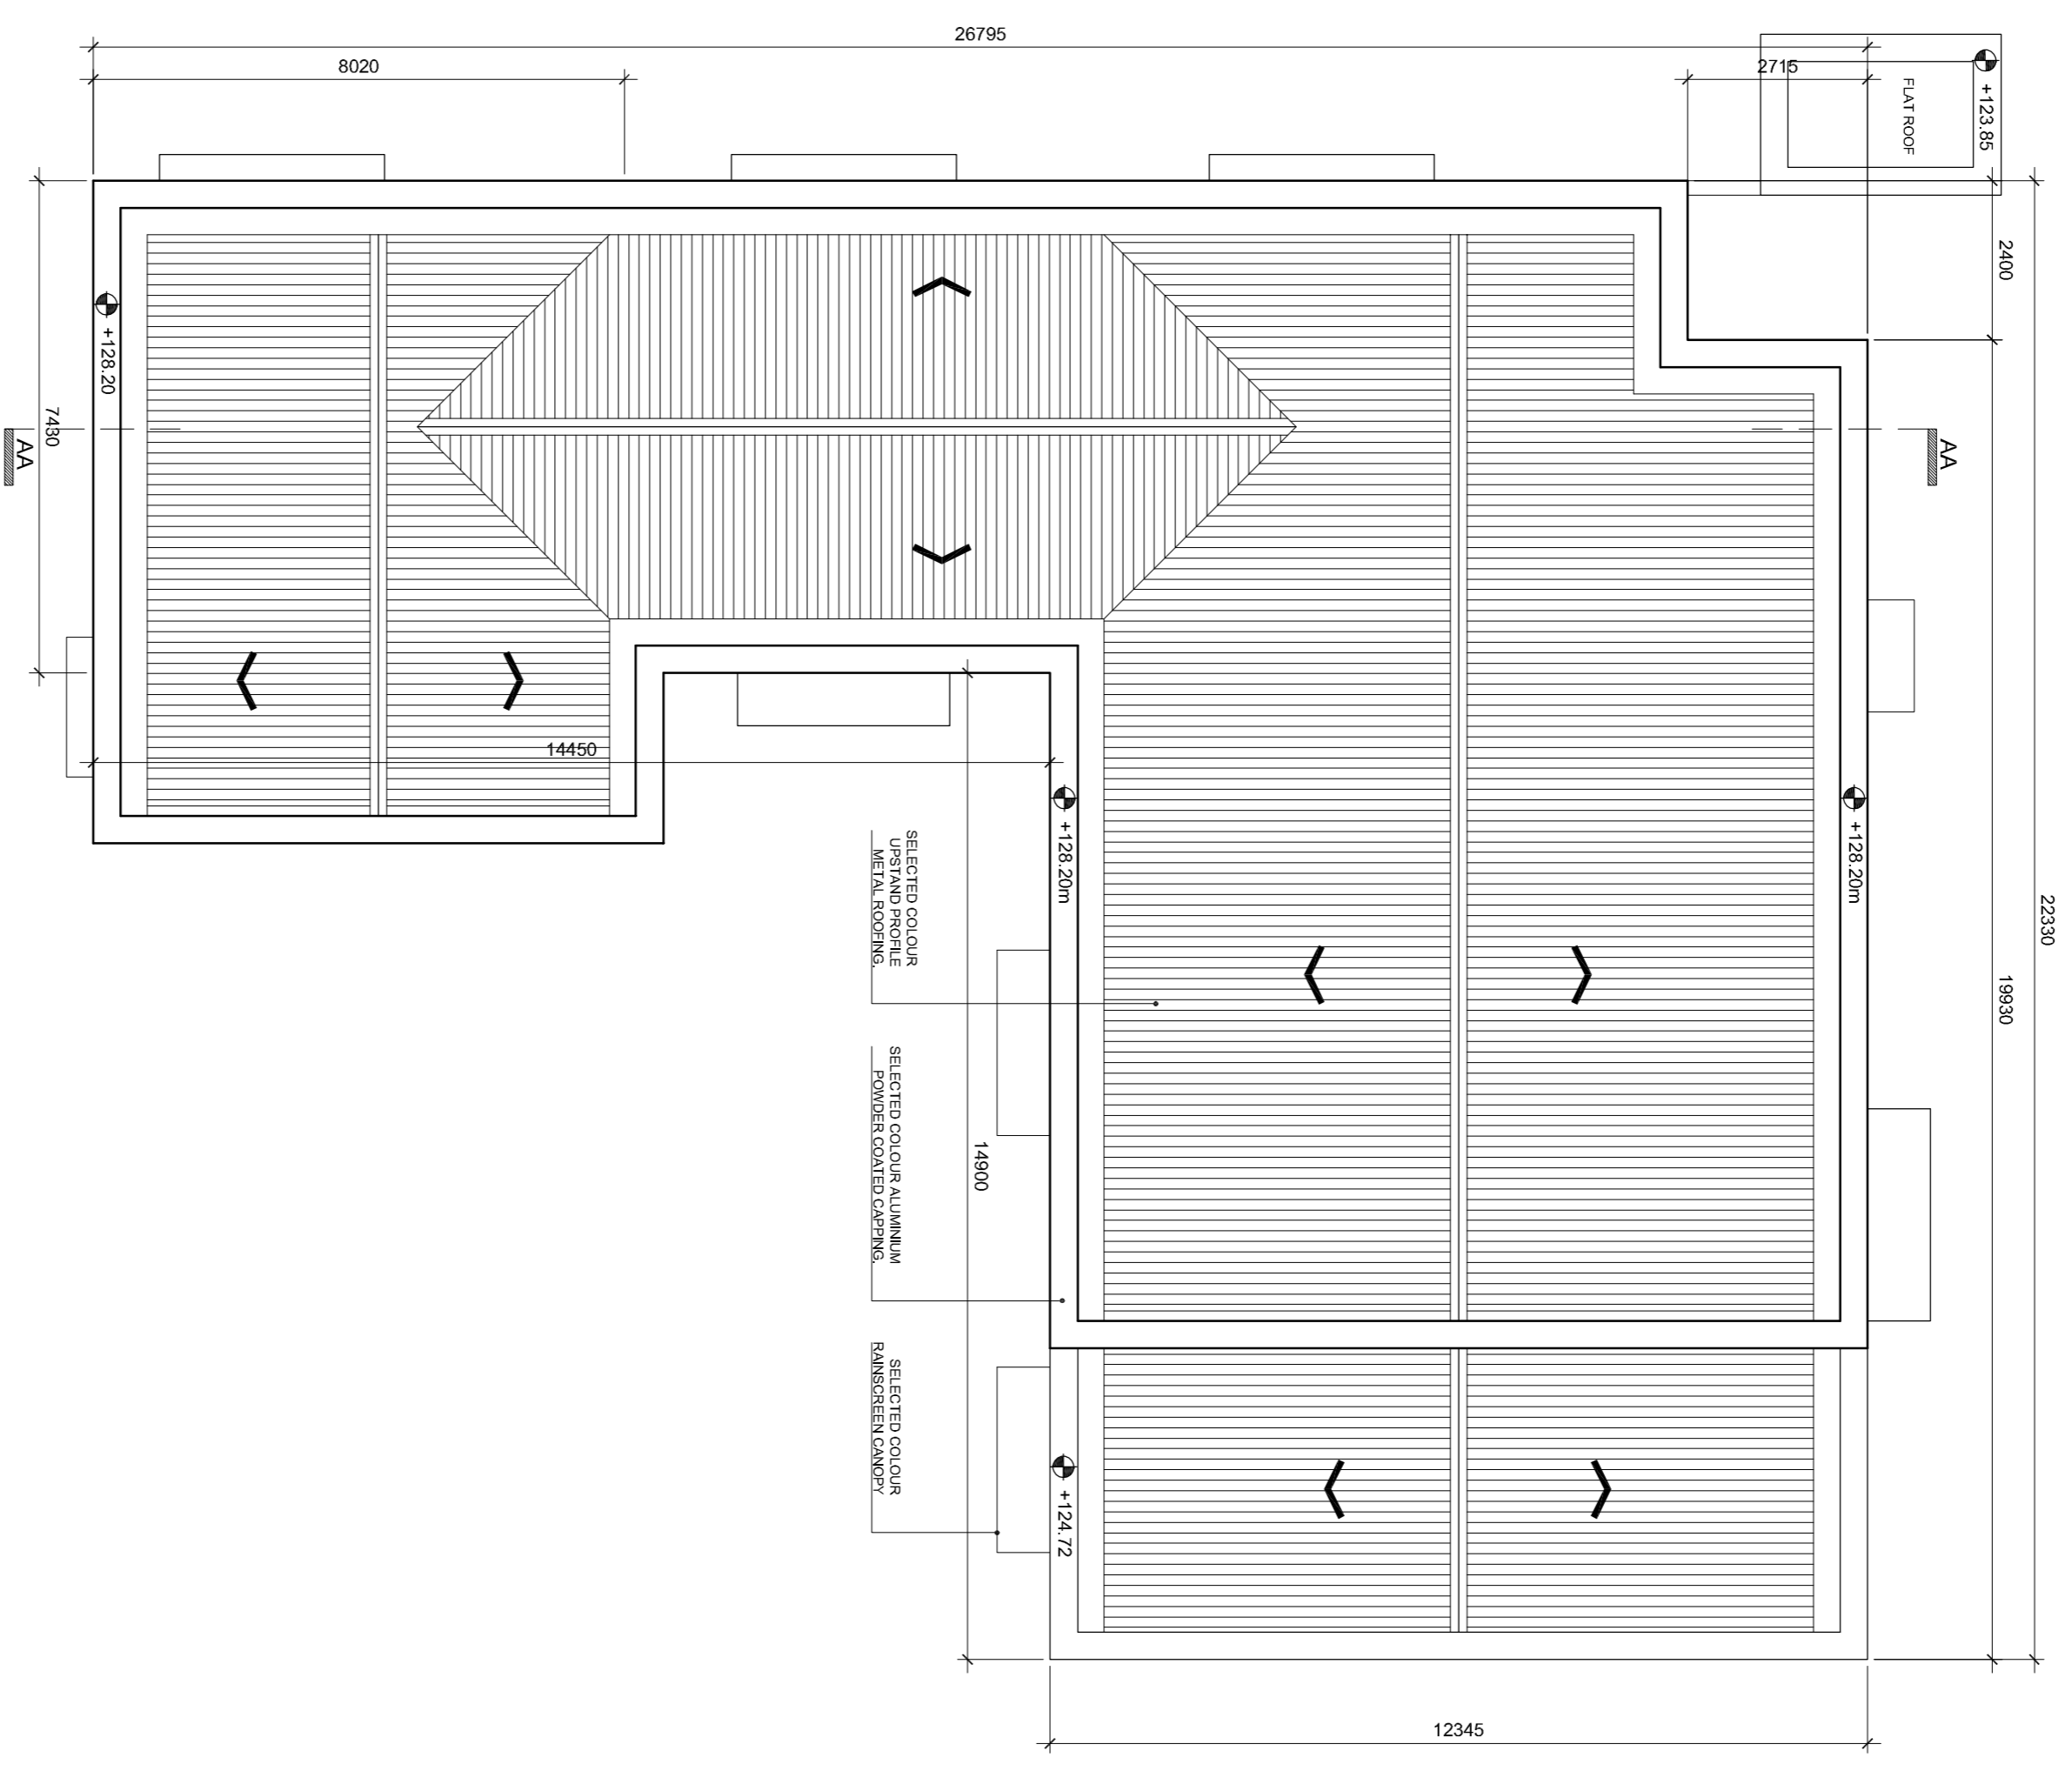 26795
8020
2715
FLAT ROOF
+123.85
2400
+128.20
7430
AA
AA
14450
+128.20m
+128.20m
22330
19930
SELECTED COLOUR
UPSTAND PROFILE
METAL ROOFING.
SELECTED COLOUR ALUMINIUM
POWDER COATED CAPPING.
14900
SELECTED COLOUR
RAINSCREEN CANOPY
+124.72
12345